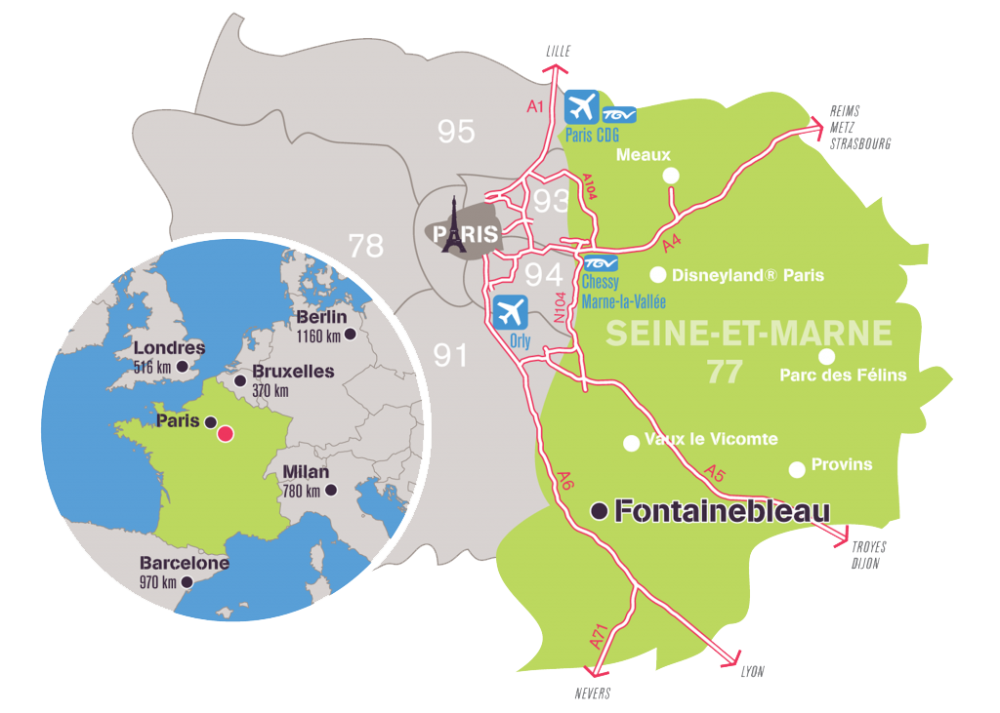 LILLE
A1
TGV
Paris CDG
REIMS
METZ
STRASBOURG
95
Meaux
A104
93
PARIS
A4
78
TGV
Chessy
Marne-la-Vallée
94
Disneyland® Paris
N104
Orly
SEINE-ET-MARNE
77
91
Parc des Félins
Vaux le Vicomte
Provins
A5
A6
Fontainebleau
TROYES
DIJON
A71
LYON
NEVERS
Berlin
1160 km
Londres
516 km
Bruxelles
370 km
Paris
Milan
780 km
Barcelone
970 km